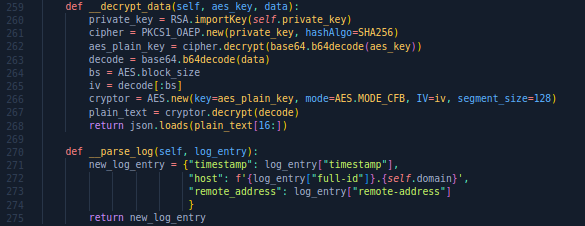 259 def __decrypt_data(self, aes_key, data):
260 private_key = RSA.importKey(self.private_key)
261 cipher = PKCS1_OAEP.new(private_key, hashAlgo=SHA256)
262 aes_plain_key = cipher.decrypt(base64.b64decode(aes_key))
263 decode = base64.b64decode(data)
264 bs = AES.block_size
265 iv = decode[:bs]
266 cryptor = AES.new(key=aes_plain_key, mode=AES.MODE_CFB, IV=iv, segment_size=128)
267 plain_text = cryptor.decrypt(decode)
268 return json.loads(plain_text[16:])
269
270 def __parse_log(self, log_entry):
271 new_log_entry = {"timestamp": log_entry["timestamp"],
272 "host": f'{log_entry["full-id"]}.{self.domain}',
273 "remote_address": log_entry["remote-address"]
274 }
275 return new_log_entry